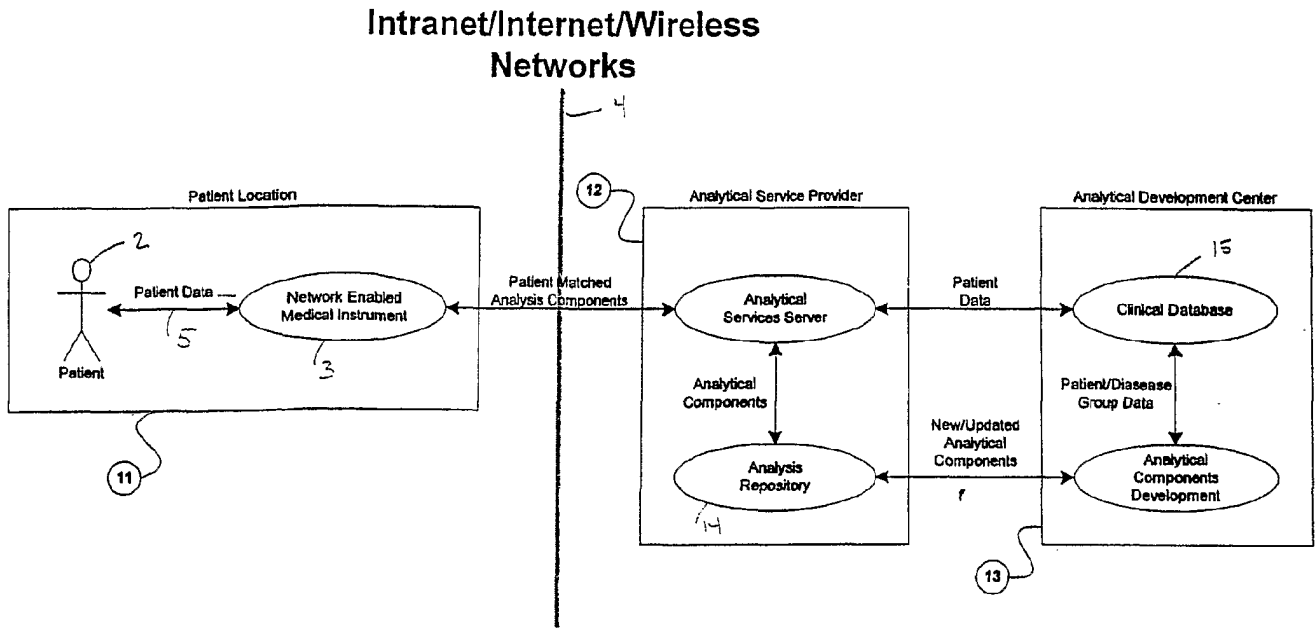 Intranet/Internet/Wireless
Networks
4
Patient Location
12
Analytical Service Provider
Analytical Development Center
2
15
Patient Data
Network Enabled
Medical Instrument
Patient Matched
Analysis Components
Analytical
Services Server
Patient
Data
Clinical Database
5
3
Patient
Analytical
Components
Patient/Diasease
Group Data
New/Updated
Analytical
Components
11
Analysis
Repository
Analytical
Components
Development
14
13